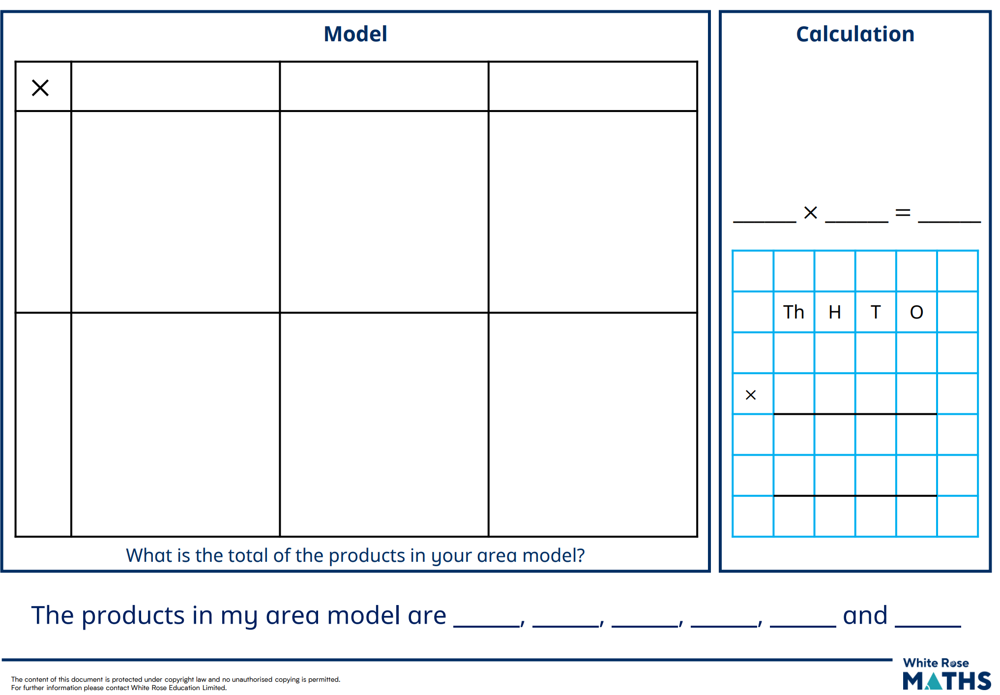 Model
×
What is the total of the products in your area model?
Calculation
_____ × _____ = _____
Th H T O
×
The products in my area model are _____, _____, _____, _____, _____ and _____
The content of this document is protected under copyright law and no unauthorised copying is permitted.
For further information please contact White Rose Education Limited.
White Rose
MATHS